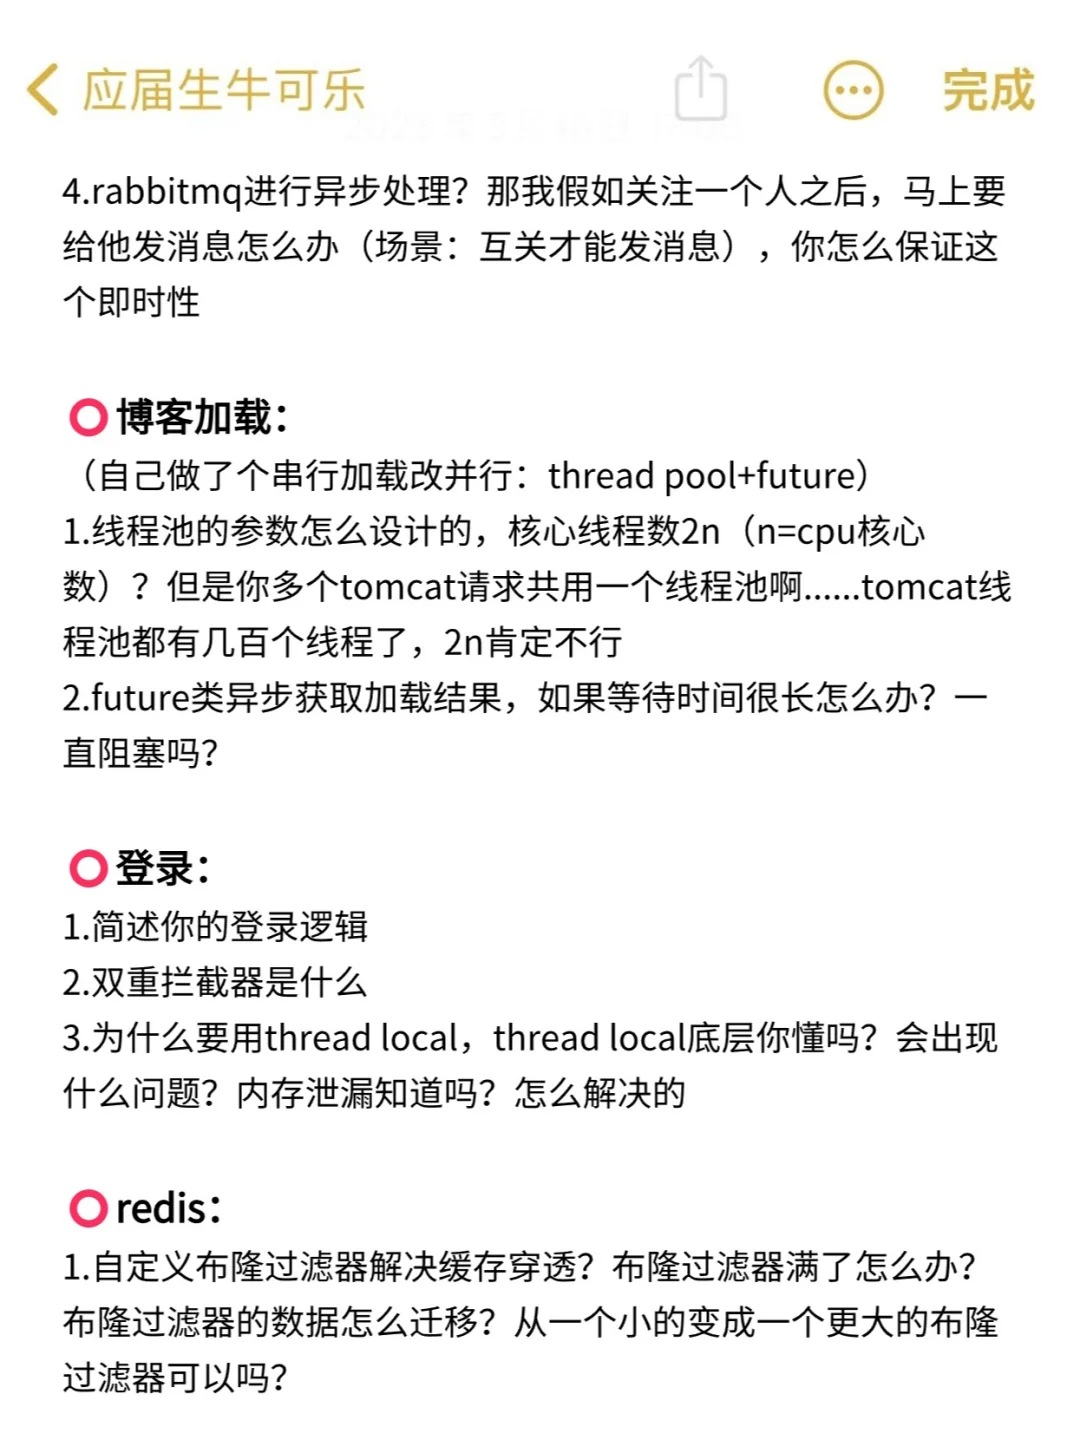 应届生牛可乐
完成
4.rabbitmq进行异步处理？那我假如关注一个人之后，马上要
给他发消息怎么办（场景：互关才能发消息），你怎么保证这
个即时性
博客加载：
（自己做了个串行加载改并行：thread pool+future）
1.线程池的参数怎么设计的，核心线程数2n（n=cpu核心
数）？但是你多个tomcat请求共用一个线程池啊......tomcat线
程池都有几百个线程了，2n肯定不行
2.future类异步获取加载结果，如果等待时间很长怎么办？一
直阻塞吗？
登录：
1.简述你的登录逻辑
2.双重拦截器是什么
3.为什么要用thread local，thread local底层你懂吗？会出现
什么问题？内存泄漏知道吗？怎么解决的
redis：
1.自定义布隆过滤器解决缓存穿透？布隆过滤器满了怎么办？
布隆过滤器的数据怎么迁移？从一个小的变成一个更大的布隆
过滤器可以吗？